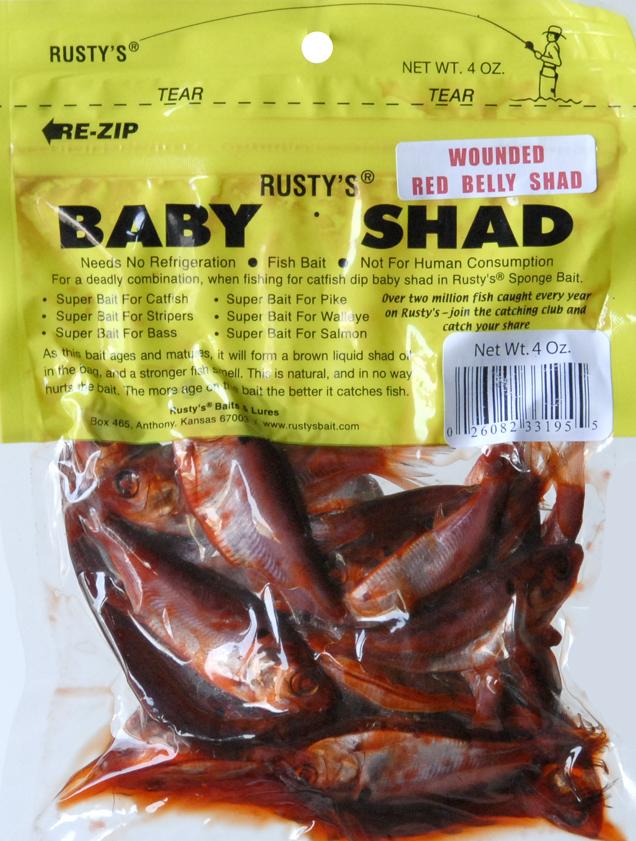 RUSTY'S®
NET WT. 4 OZ.
TEAR TEAR
RE-ZIP
WOUNDED
RED BELLY SHAD
RUSTY'S®
BABY SHAD
Needs No Refrigeration ● Fish Bait ● Not For Human Consumption
For a deadly combination, when fishing for catfish dip baby shad in Rusty's® Sponge Bait.
• Super Bait For Catfish
• Super Bait For Stripers
• Super Bait For Bass
• Super Bait For Pike
• Super Bait For Walleye
• Super Bait For Salmon
Over two million fish caught every year
on Rusty's – join the catching club and
catch your share
As this bait ages and matures, it will form a brown liquid shad oil
in the bag, and a stronger fish smell. This is natural, and in no way
hurts the bait. The more age on the bait the better it catches fish.
Rusty's® Baits & Lures
Box 465, Anthony, Kansas 67003 www.rustysbait.com
Net Wt. 4 Oz.
0 26082 33195 5